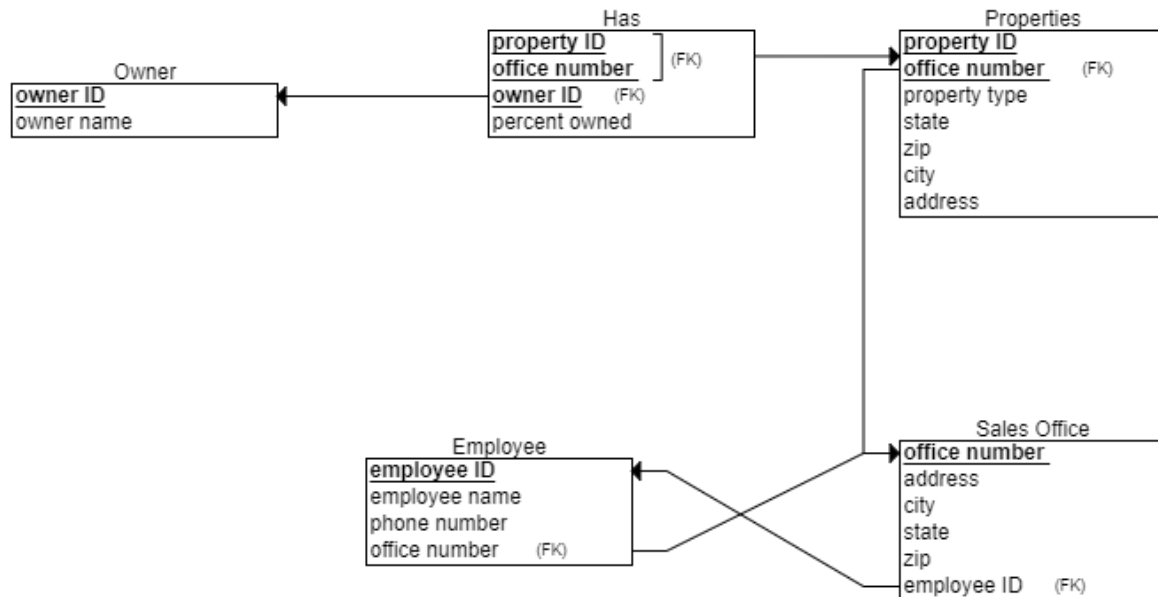 Has
property ID
office number
(FK)
owner ID (FK)
percent owned
Properties
property ID
office number (FK)
property type
state
zip
city
address
Owner
owner ID
owner name
Employee
employee ID
employee name
phone number
office number (FK)
Sales Office
office number
address
city
state
zip
employee ID (FK)